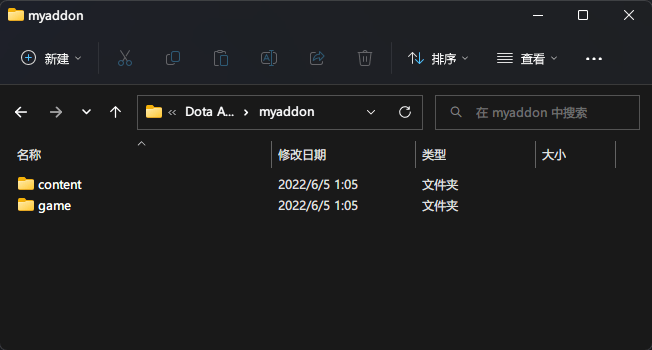 myaddon
新建 排序 查看
Dota A... myaddon 在 myaddon 中搜索
名称 修改日期 类型 大小
content 2022/6/5 1:05 文件夹
game 2022/6/5 1:05 文件夹